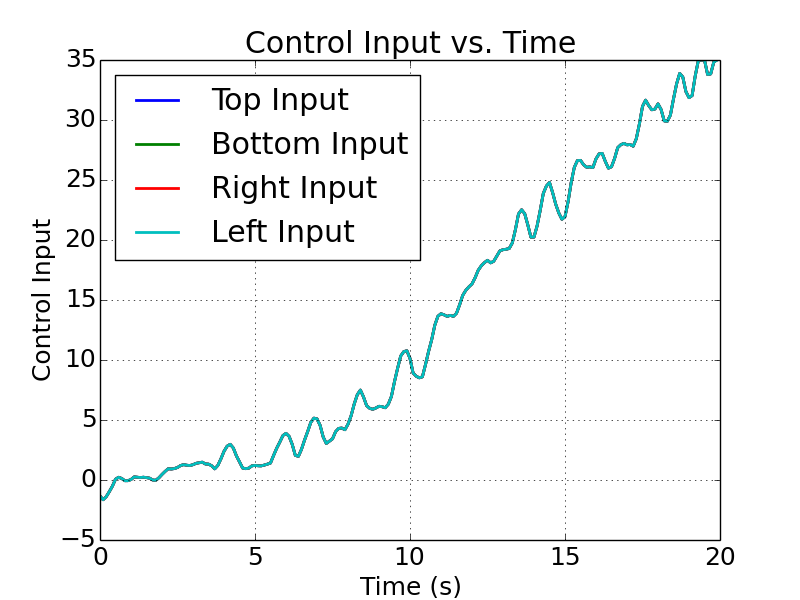 Control Input vs. Time
35
30
25
20
15
10
5
0
−5
Control Input
Top Input
Bottom Input
Right Input
Left Input
0 5 10 15 20
Time (s)